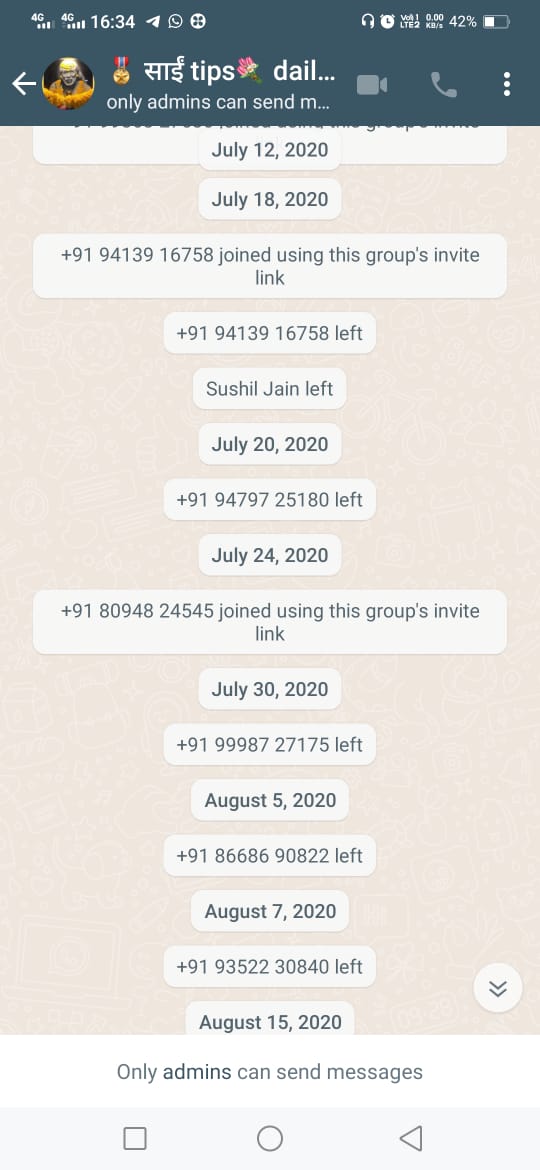 4G 4G 16:34 Vo)) 1 LTE2 0.00 KB/s 42%
साईं tips dail...
only admins can send m...
July 12, 2020
July 18, 2020
+91 94139 16758 joined using this group's invite
link
+91 94139 16758 left
Sushil Jain left
July 20, 2020
+91 94797 25180 left
July 24, 2020
+91 80948 24545 joined using this group's invite
link
July 30, 2020
+91 99987 27175 left
August 5, 2020
+91 86686 90822 left
August 7, 2020
+91 93522 30840 left
August 15, 2020
Only admins can send messages